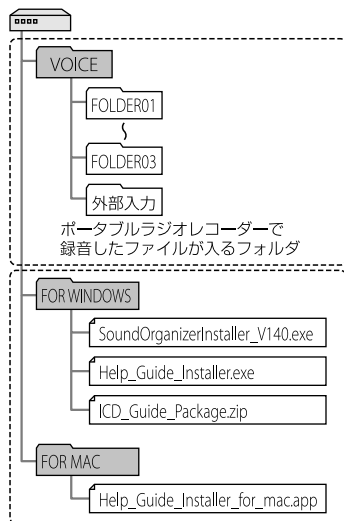 VOICE
FOLDER01
FOLDER03
外部入力
ポータブルラジオレコーダーで
録音したファイルが入るフォルダ
FOR WINDOWS
SoundOrganizerInstaller_V140.exe
Help_Guide_Installer.exe
ICD_Guide_Package.zip
FOR MAC
Help_Guide_Installer_for_mac.app